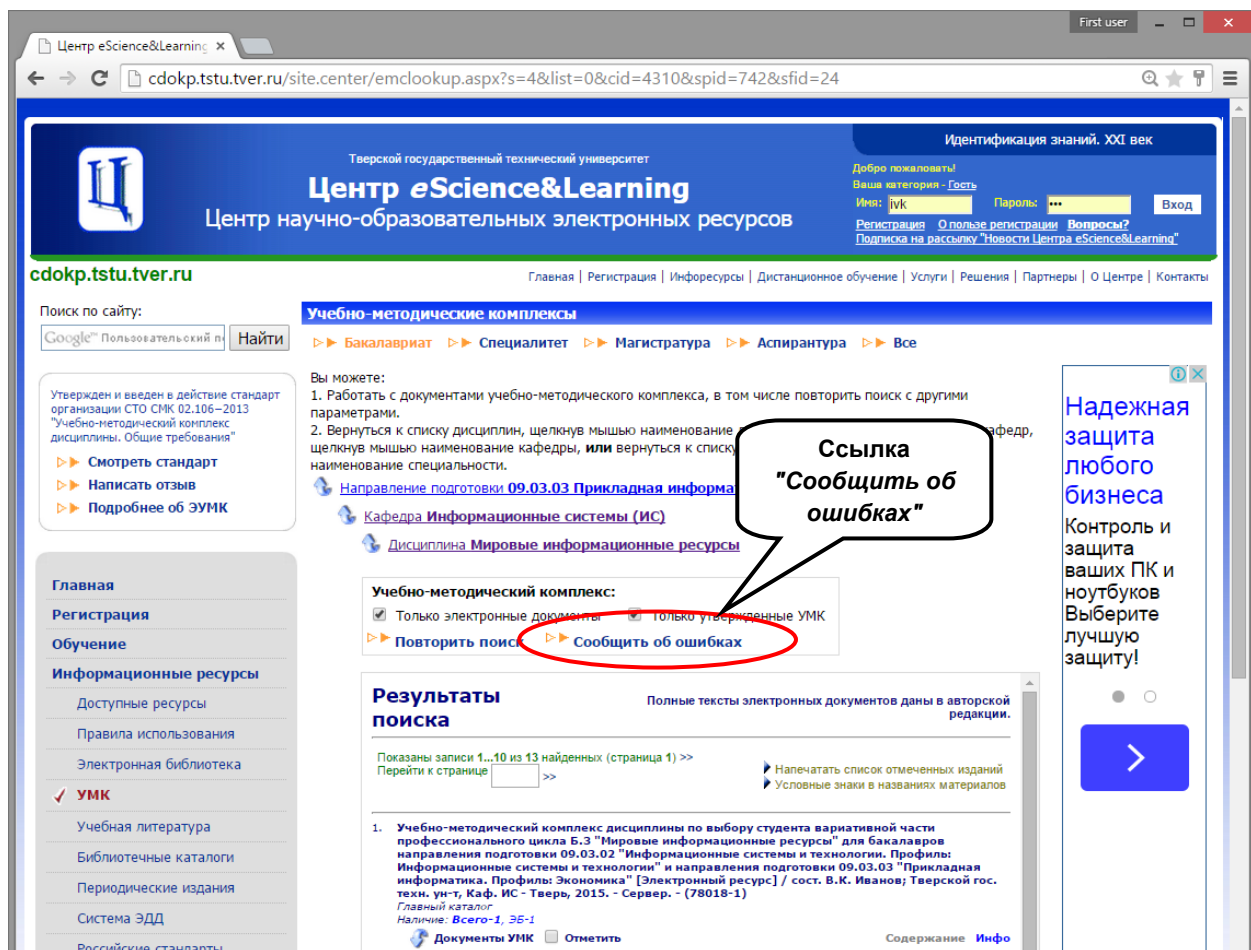 First user
Центр eScience&Learning
cdokp.tstu.tver.ru/site.center/emclookup.aspx?s=4&list=0&cid=4310&spid=742&sfid=24
Идентификация знаний. XXI век
Тверской государственный технический университет
Центр eScience&Learning
Центр научно-образовательных электронных ресурсов
Добро пожаловать!
Ваша категория - Гость
Имя: ivk Пароль: ••• Вход
Регистрация О пользе регистрации Вопросы?
Подписка на рассылку "Новости Центра eScience&Learning"
cdokp.tstu.tver.ru
Главная | Регистрация | Инфоресурсы | Дистанционное обучение | Услуги | Решения | Партнеры | О Центре | Контакты
Поиск по сайту:
Google™ Пользовательский п Найти
Утвержден и введен в действие стандарт
организации СТО СМК 02.106–2013
"Учебно-методический комплекс
дисциплины. Общие требования"
Смотреть стандарт
Написать отзыв
Подробнее об ЭУМК
Главная
Регистрация
Обучение
Информационные ресурсы
Доступные ресурсы
Правила использования
Электронная библиотека
УМК
Учебная литература
Библиотечные каталоги
Периодические издания
Система ЭДД
Российские стандарты
Учебно-методические комплексы
Бакалавриат Специалитет Магистратура Аспирантура Все
Вы можете:
1. Работать с документами учебно-методического комплекса, в том числе повторить поиск с другими
параметрами.
2. Вернуться к списку дисциплин, щелкнув мышью наименование
щелкнув мышью наименование кафедры, или вернуться к списку
наименование специальности.
Направление подготовки 09.03.03 Прикладная информа
Кафедра Информационные системы (ИС)
Дисциплина Мировые информационные ресурсы
Ссылка
"Сообщить об
ошибках"
Учебно-методический комплекс:
Только электронные документы Только утвержденные УМК
Повторить поиск Сообщить об ошибках
Результаты
поиска
Полные тексты электронных документов даны в авторской
редакции.
Показаны записи 1...10 из 13 найденных (страница 1) >>
Перейти к странице >>
Напечатать список отмеченных изданий
Условные знаки в названиях материалов
1. Учебно-методический комплекс дисциплины по выбору студента вариативной части
профессионального цикла Б.3 "Мировые информационные ресурсы" для бакалавров
направления подготовки 09.03.02 "Информационные системы и технологии. Профиль:
Информационные системы и технологии" и направления подготовки 09.03.03 "Прикладная
информатика. Профиль: Экономика" [Электронный ресурс] / сост. В.К. Иванов; Тверской гос.
техн. ун-т, Каф. ИС - Тверь, 2015. - Сервер. - (78018-1)
Главный каталог
Наличие: Всего-1, ЭБ-1
Документы УМК Отметить Содержание Инфо
Надежная
защита
любого
бизнеса
Контроль и
защита
ваших ПК и
ноутбуков
Выберите
лучшую
защиту!